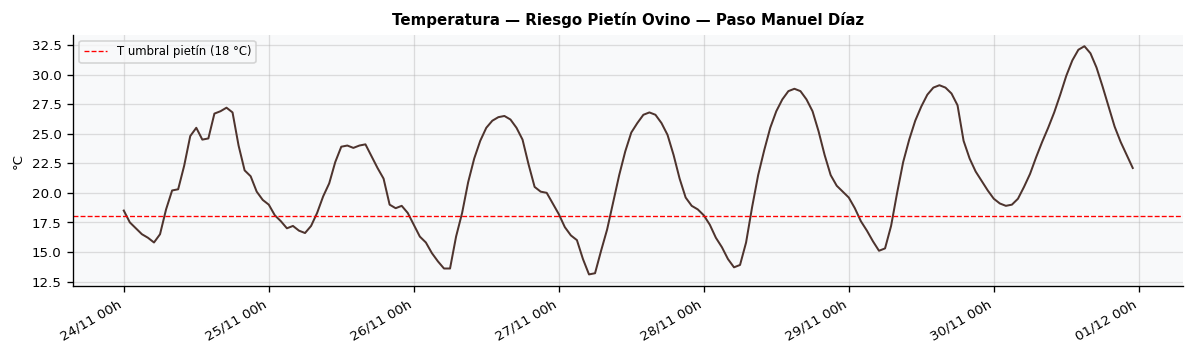 Temperatura — Riesgo Pietín Ovino — Paso Manuel Díaz
T umbral pietín (18 °C)
°C
32.5
30.0
27.5
25.0
22.5
20.0
17.5
15.0
12.5
24/11 00h
25/11 00h
26/11 00h
27/11 00h
28/11 00h
29/11 00h
30/11 00h
01/12 00h